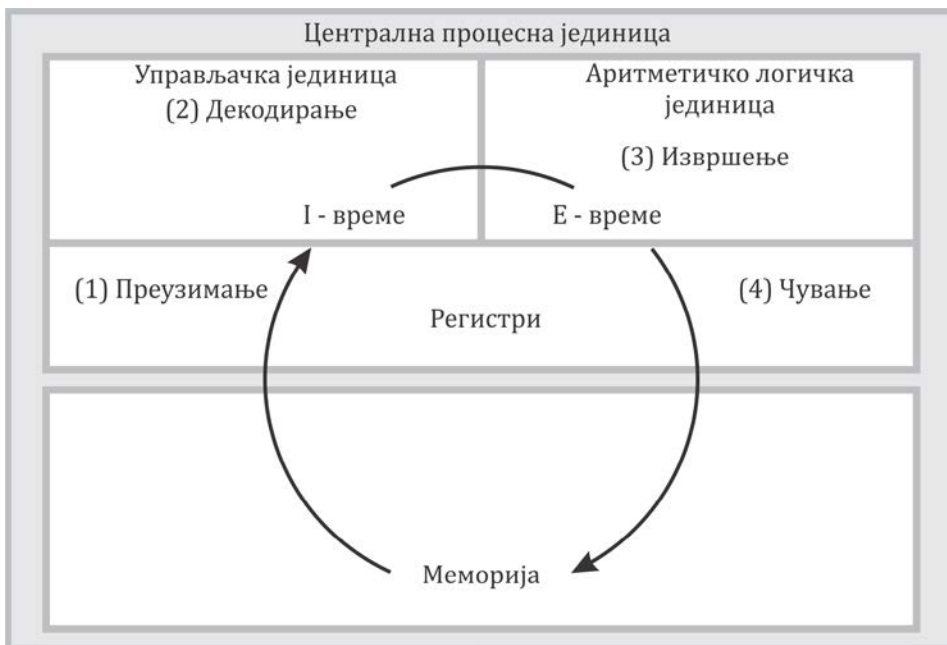 Централна процесна јединица
Управљачка јединица
(2) Декодирање
Аритметичко логичка
јединица
(3) Извршење
I - време
E - време
(1) Преузимање
(4) Чување
Регистри
Меморија